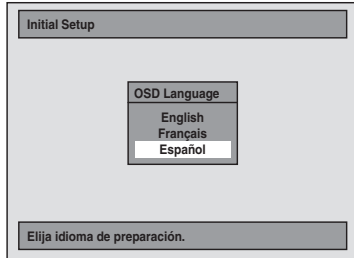 Initial Setup
OSD Language
English
Français
Español
Elija idioma de preparación.